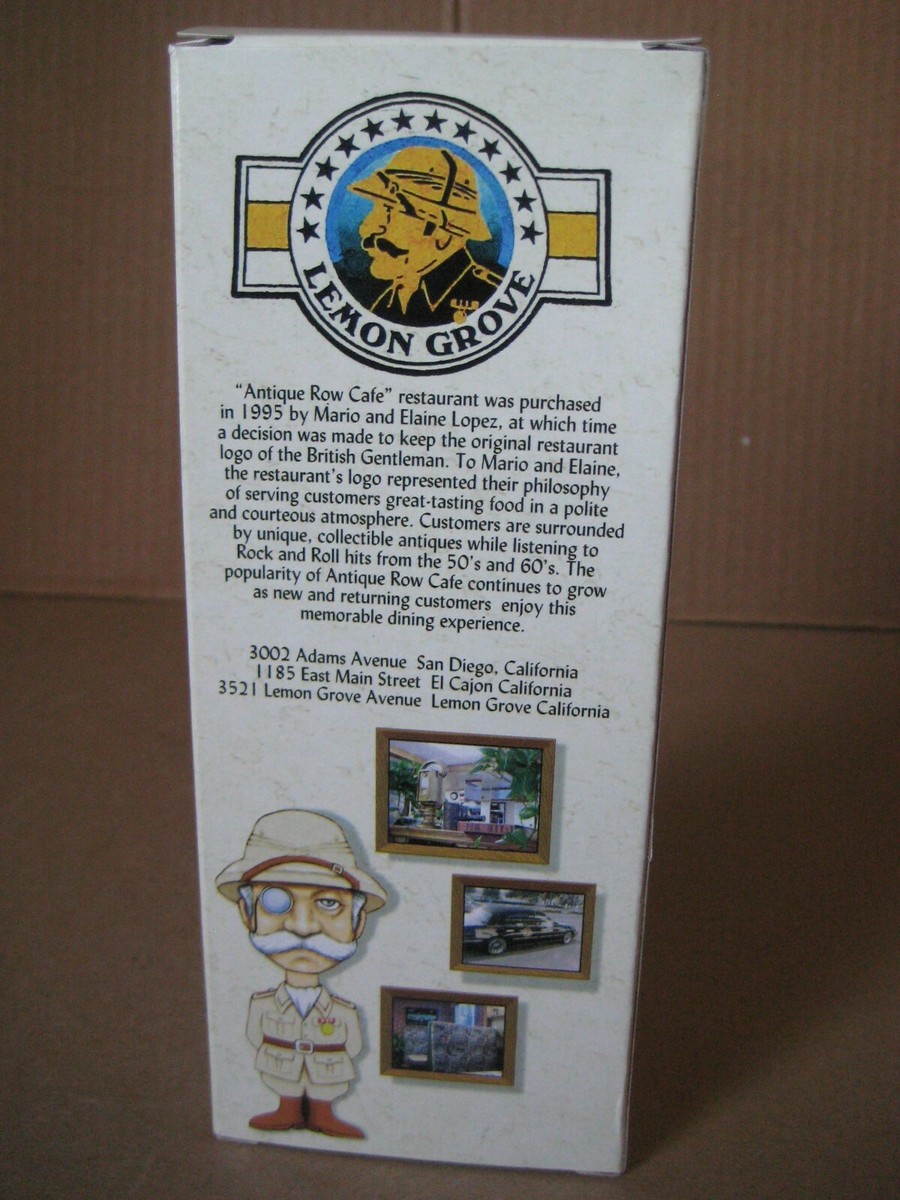 LEMON GROVE
“Antique Row Cafe” restaurant was purchased
in 1995 by Mario and Elaine Lopez, at which time
a decision was made to keep the original restaurant
logo of the British Gentleman. To Mario and Elaine,
the restaurant's logo represented their philosophy
of serving customers great-tasting food in a polite
and courteous atmosphere. Customers are surrounded
by unique, collectible antiques while listening to
Rock and Roll hits from the 50's and 60's. The
popularity of Antique Row Cafe continues to grow
as new and returning customers enjoy this
memorable dining experience.
3002 Adams Avenue San Diego, California
1185 East Main Street El Cajon California
3521 Lemon Grove Avenue Lemon Grove California